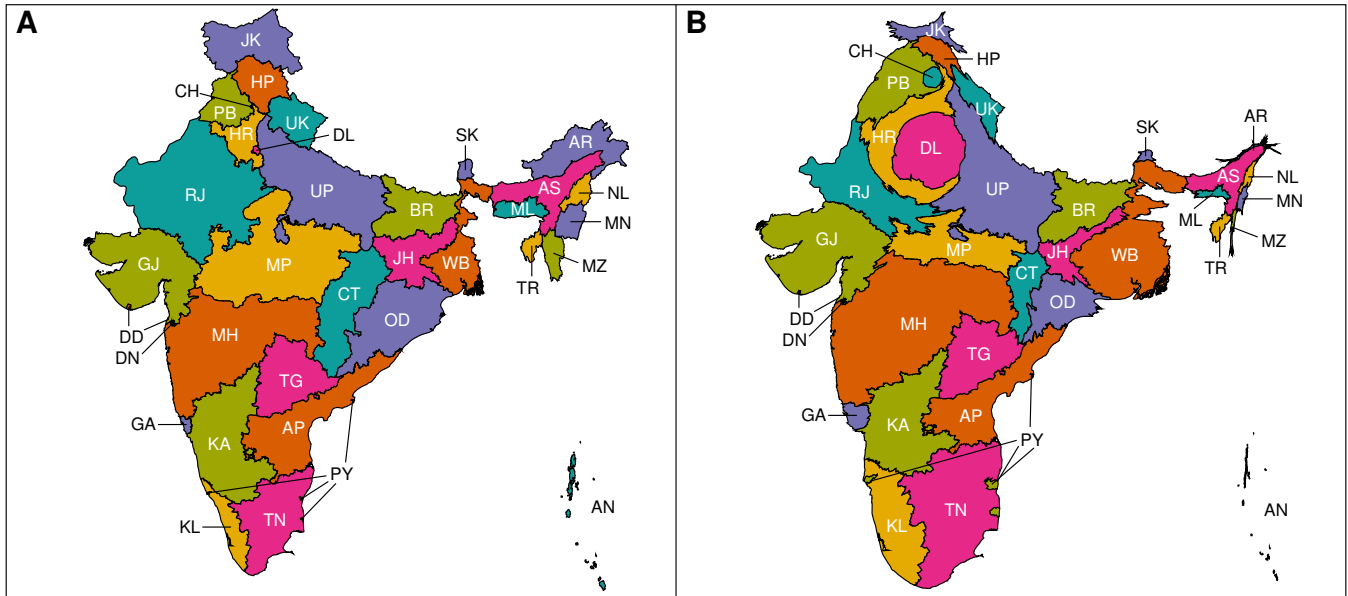 A
JK
HP
CH
PB
UK
HR
DL
SK
AR
RJ
UP
AS
NL
BR
ML
MN
GJ
MP
JH
WB
MZ
CT
TR
DD
OD
DN
MH
TG
GA
AP
KA
PY
AN
KL
TN
B
JK
CH
HP
PB
UK
AR
HR
SK
DL
AS
NL
RJ
UP
MN
BR
ML
GJ
MZ
MP
JH
WB
CT
TR
DD
OD
DN
MH
TG
GA
AP
KA
PY
AN
TN
KL